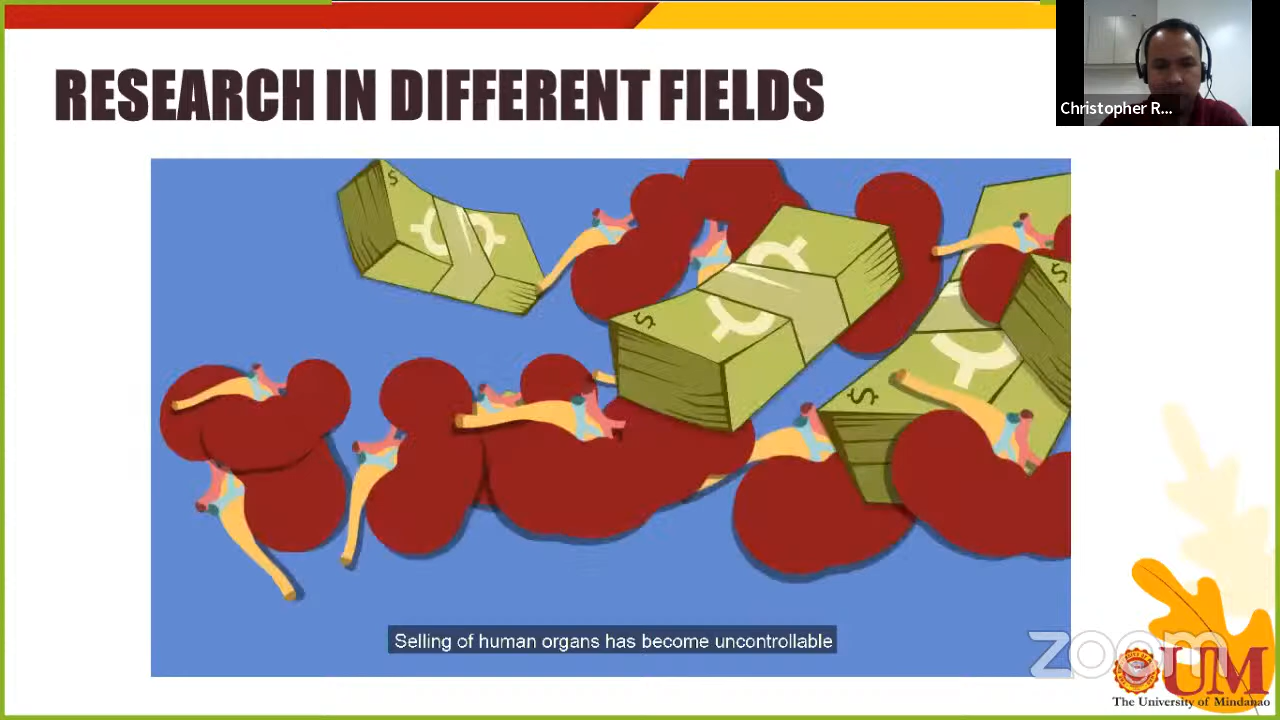 RESEARCH IN DIFFERENT FIELDS
Christopher R...
$
$
$
$
Selling of human organs has become uncontrollable
zoom
UM
The University of Mindanao